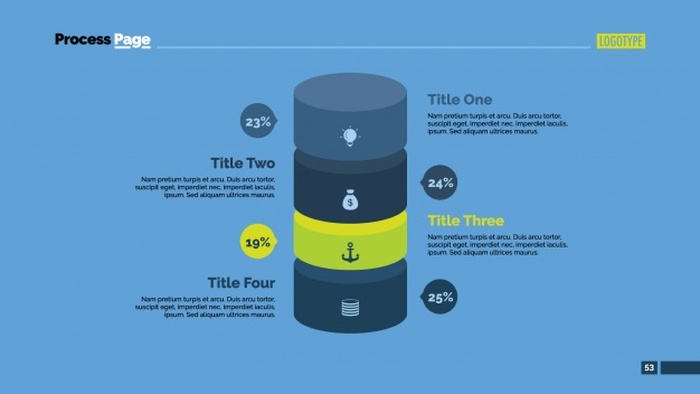 Process Page
LOGOTYPE
23%
Title One
Nam pretium turpis et arcu. Duis arcu tortor,
suscipit eget, imperdiet nec, imperdiet iaculis,
ipsum. Sed aliquam ultrices maurus.
Title Two
Nam pretium turpis et arcu. Duis arcu tortor,
suscipit eget, imperdiet nec, imperdiet iaculis,
ipsum. Sed aliquam ultrices maurus.
24%
$
19%
Title Three
Nam pretium turpis et arcu. Duis arcu tortor,
suscipit eget, imperdiet nec, imperdiet iaculis,
ipsum. Sed aliquam ultrices maurus.
Title Four
Nam pretium turpis et arcu. Duis arcu tortor,
suscipit eget, imperdiet nec, imperdiet iaculis,
ipsum. Sed aliquam ultrices maurus.
25%
53